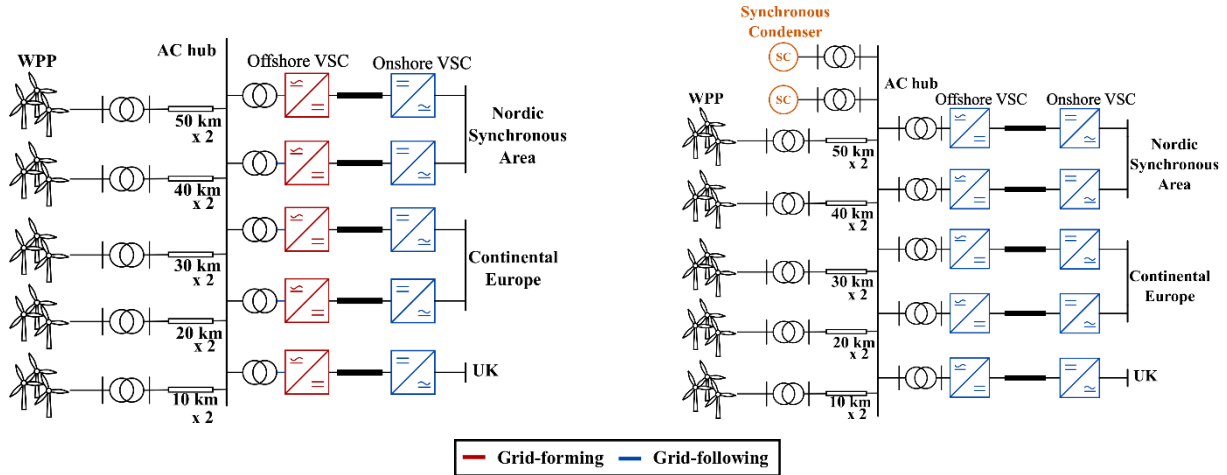 WPP
AC hub
Offshore VSC
Onshore VSC
50 km
x 2
40 km
x2
30 km
x 2
20 km
x2
10 km
x 2
Nordic
Synchronous
Area
Continental
Europe
UK
Synchronous
Condenser
SC
SC
WPP
AC hub
Offshore VSC
Onshore VSC
50 km
x 2
40 km
x 2
30 km
x 2
20 km
x 2
10 km
x 2
Nordic
Synchronous
Area
Continental
Europe
UK
Grid-forming
Grid-following